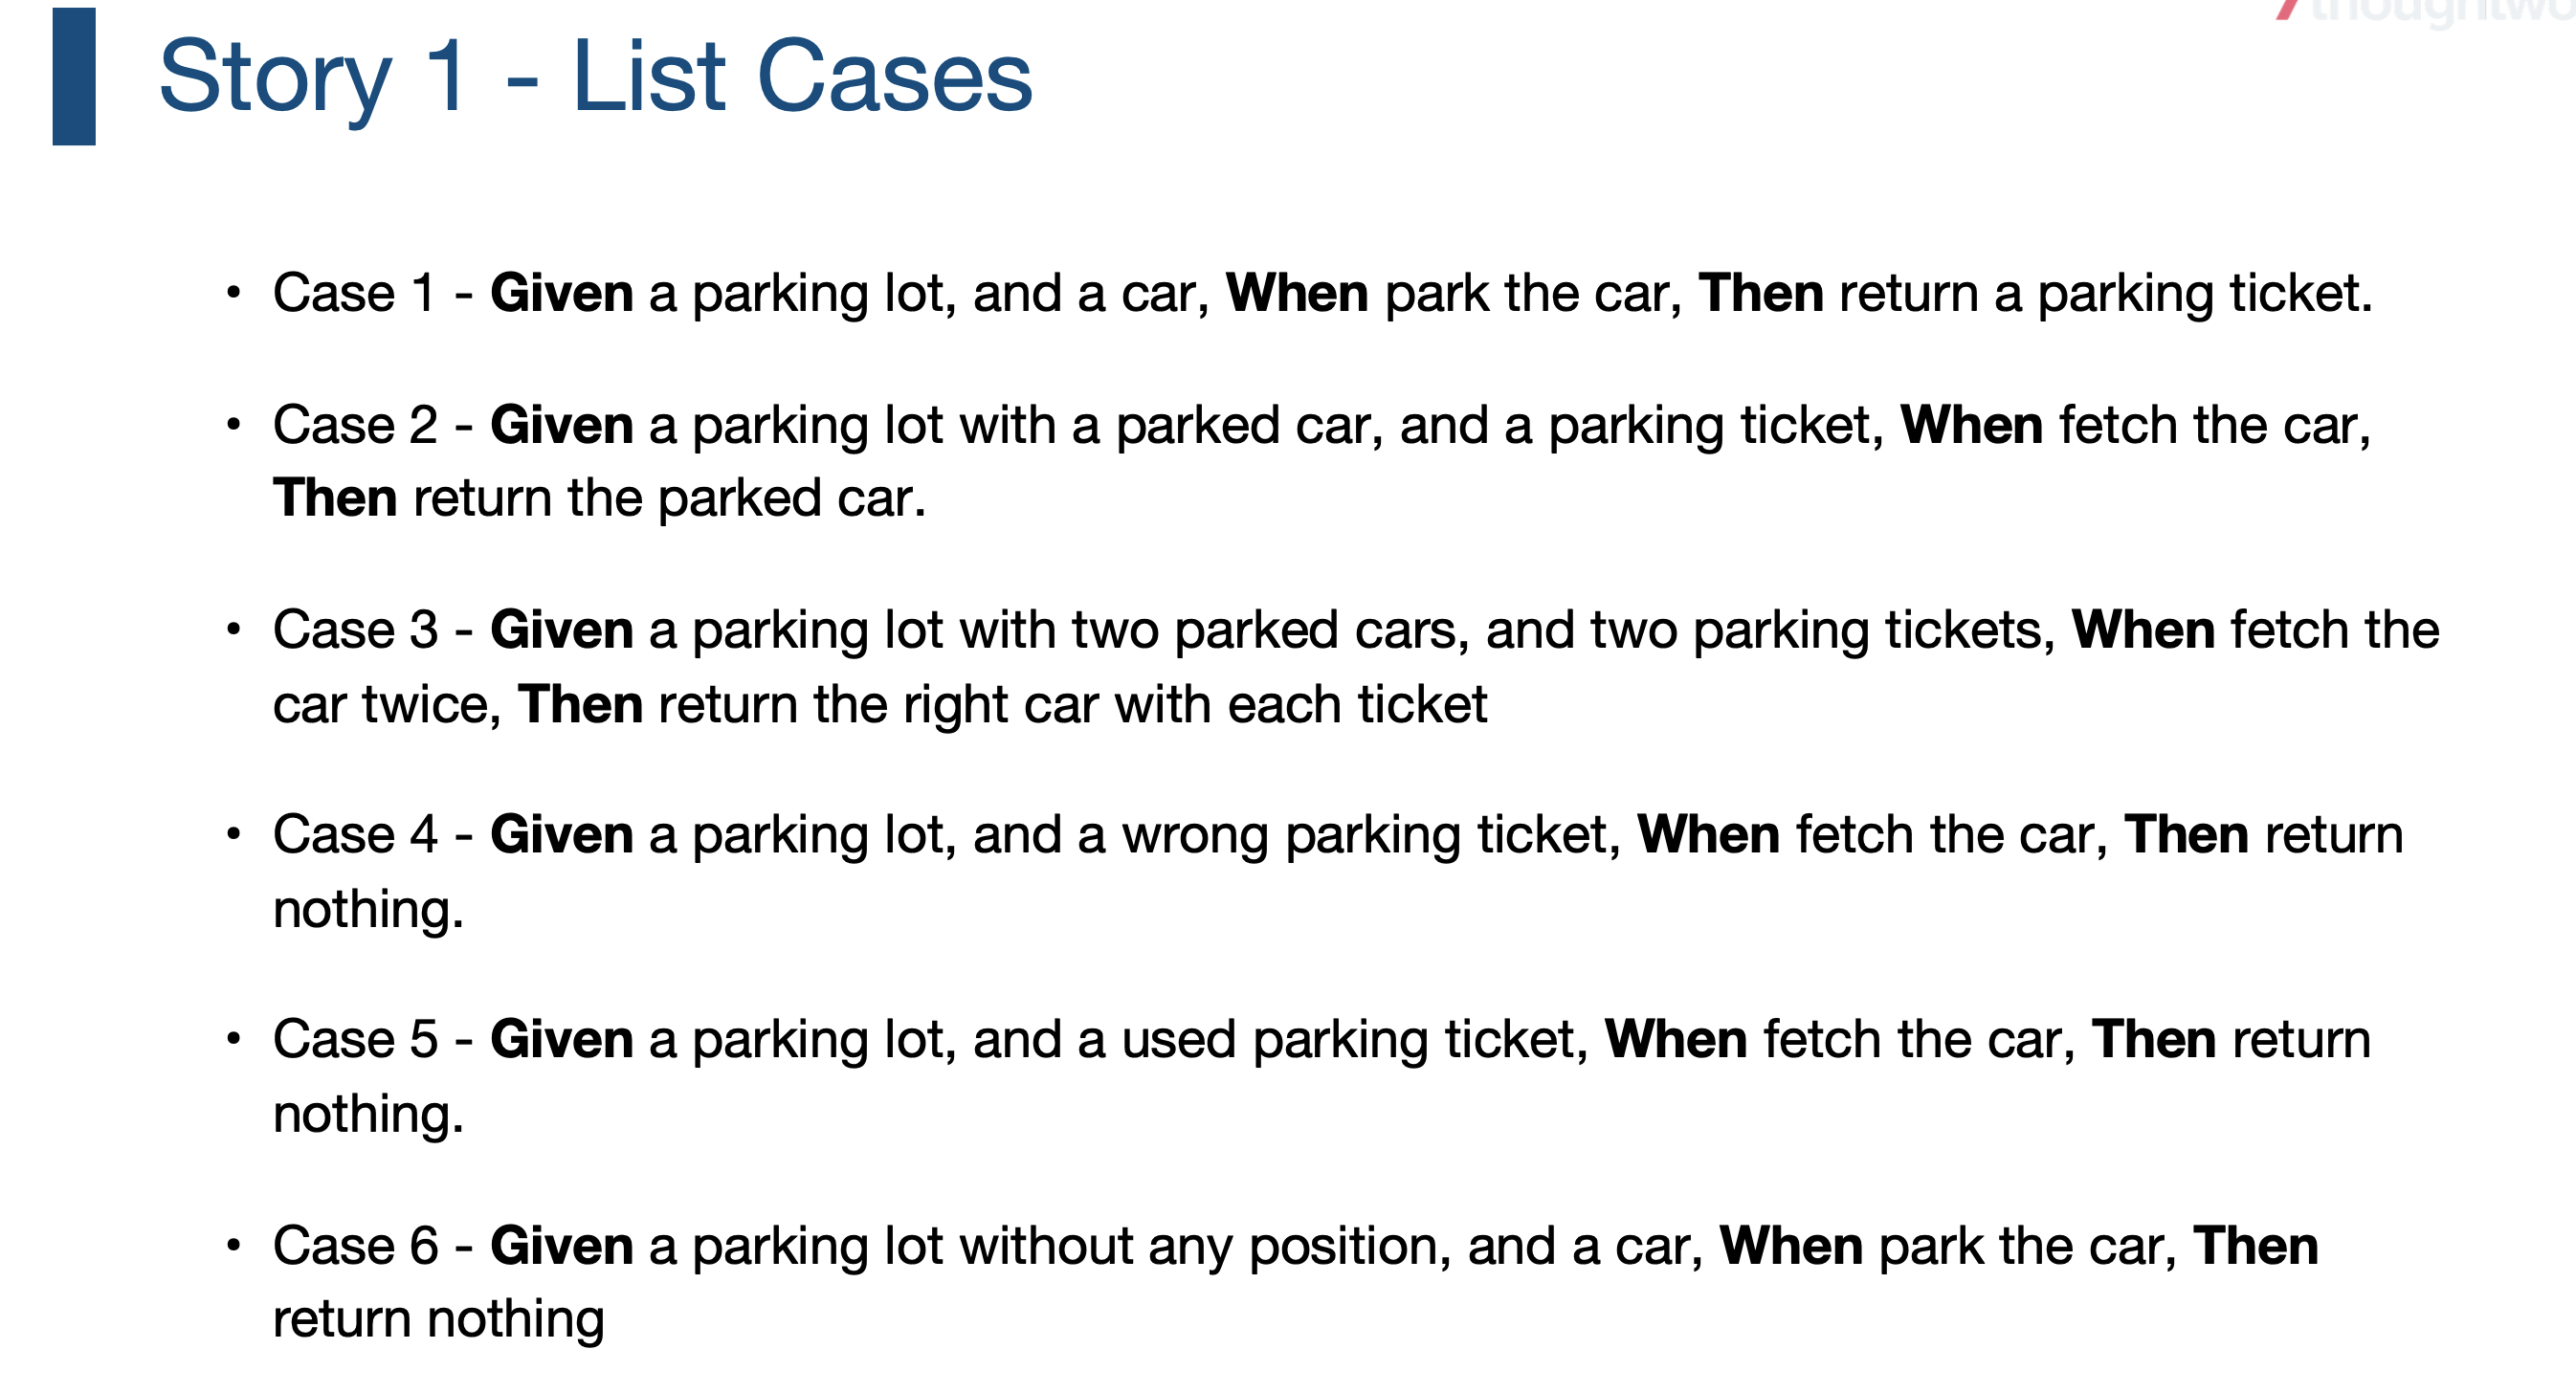 Story 1 - List Cases
• Case 1 - Given a parking lot, and a car, When park the car, Then return a parking ticket.
• Case 2 - Given a parking lot with a parked car, and a parking ticket, When fetch the car,
Then return the parked car.
• Case 3 - Given a parking lot with two parked cars, and two parking tickets, When fetch the
car twice, Then return the right car with each ticket
• Case 4 - Given a parking lot, and a wrong parking ticket, When fetch the car, Then return
nothing.
• Case 5 - Given a parking lot, and a used parking ticket, When fetch the car, Then return
nothing.
• Case 6 - Given a parking lot without any position, and a car, When park the car, Then
return nothing